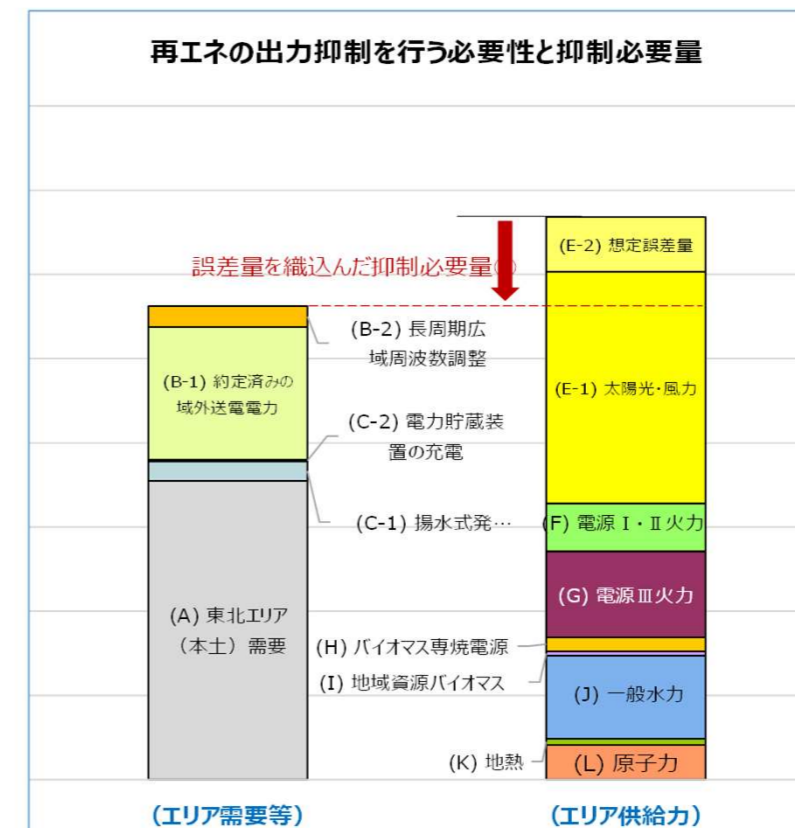 再エネの出力抑制を行う必要性と抑制必要量
誤差量を織込んだ抑制必要量
(B-2) 長周期広
域周波数調整
(B-1) 約定済みの
域外送電電力
(C-2) 電力貯蔵装
置の充電
(C-1) 揚水式発…
(A) 東北エリア
(本土) 需要
(E-2) 想定誤差量
(E-1) 太陽光・風力
(F) 電源Ⅰ・Ⅱ火力
(G) 電源Ⅲ火力
(H) バイオマス専焼電源
(I) 地域資源バイオマス
(J) 一般水力
(K) 地熱
(L) 原子力
(エリア需要等)
(エリア供給力)